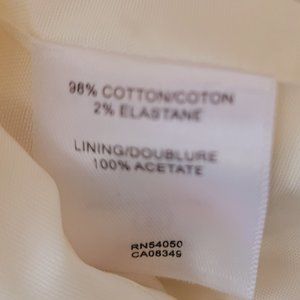 98% COTTON/COTON
2% ELASTANE
LINING/DOUBLURE
100% ACETATE
RN54050
CA08349